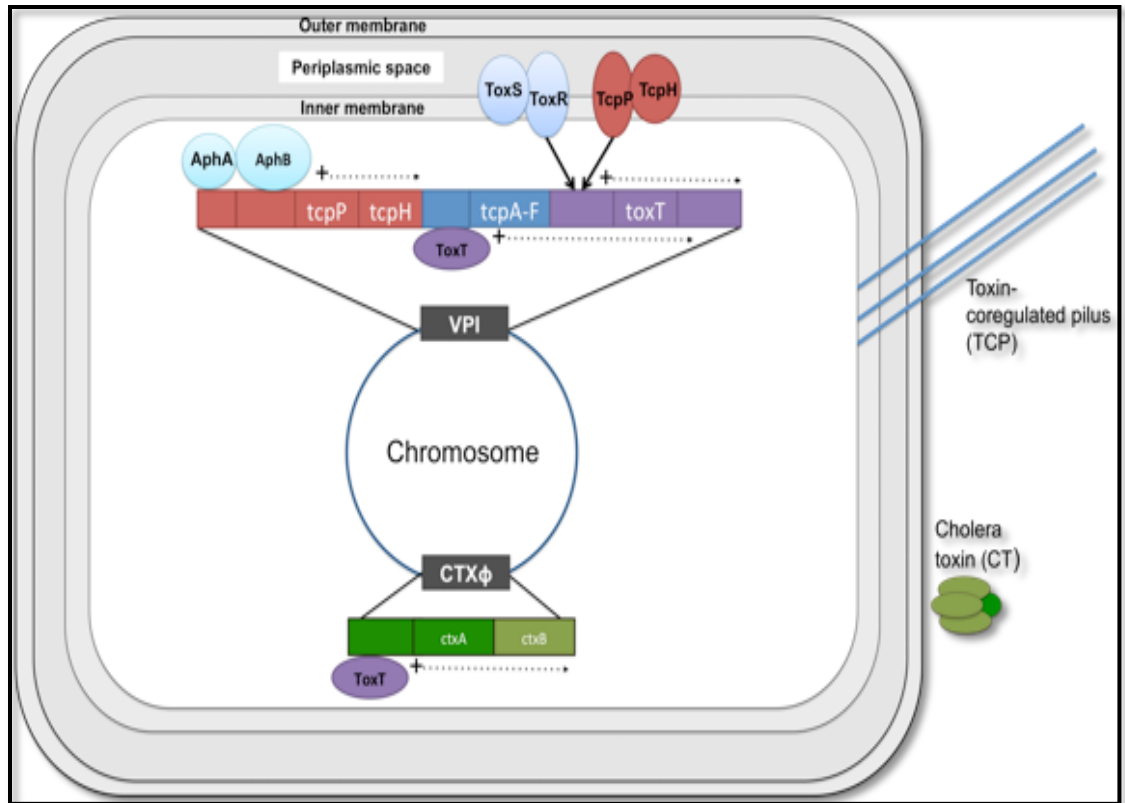 Outer membrane
Periplasmic space
Inner membrane
ToxS
ToxR
TcpP
TcpH
AphA
AphB
+
+
tcpP
tcpH
tcpA-F
toxT
ToxT
+
VPI
Toxin-
coregulated pilus
(TCP)
Chromosome
Cholera
toxin (CT)
CTXϕ
ctxA
ctxB
ToxT
+